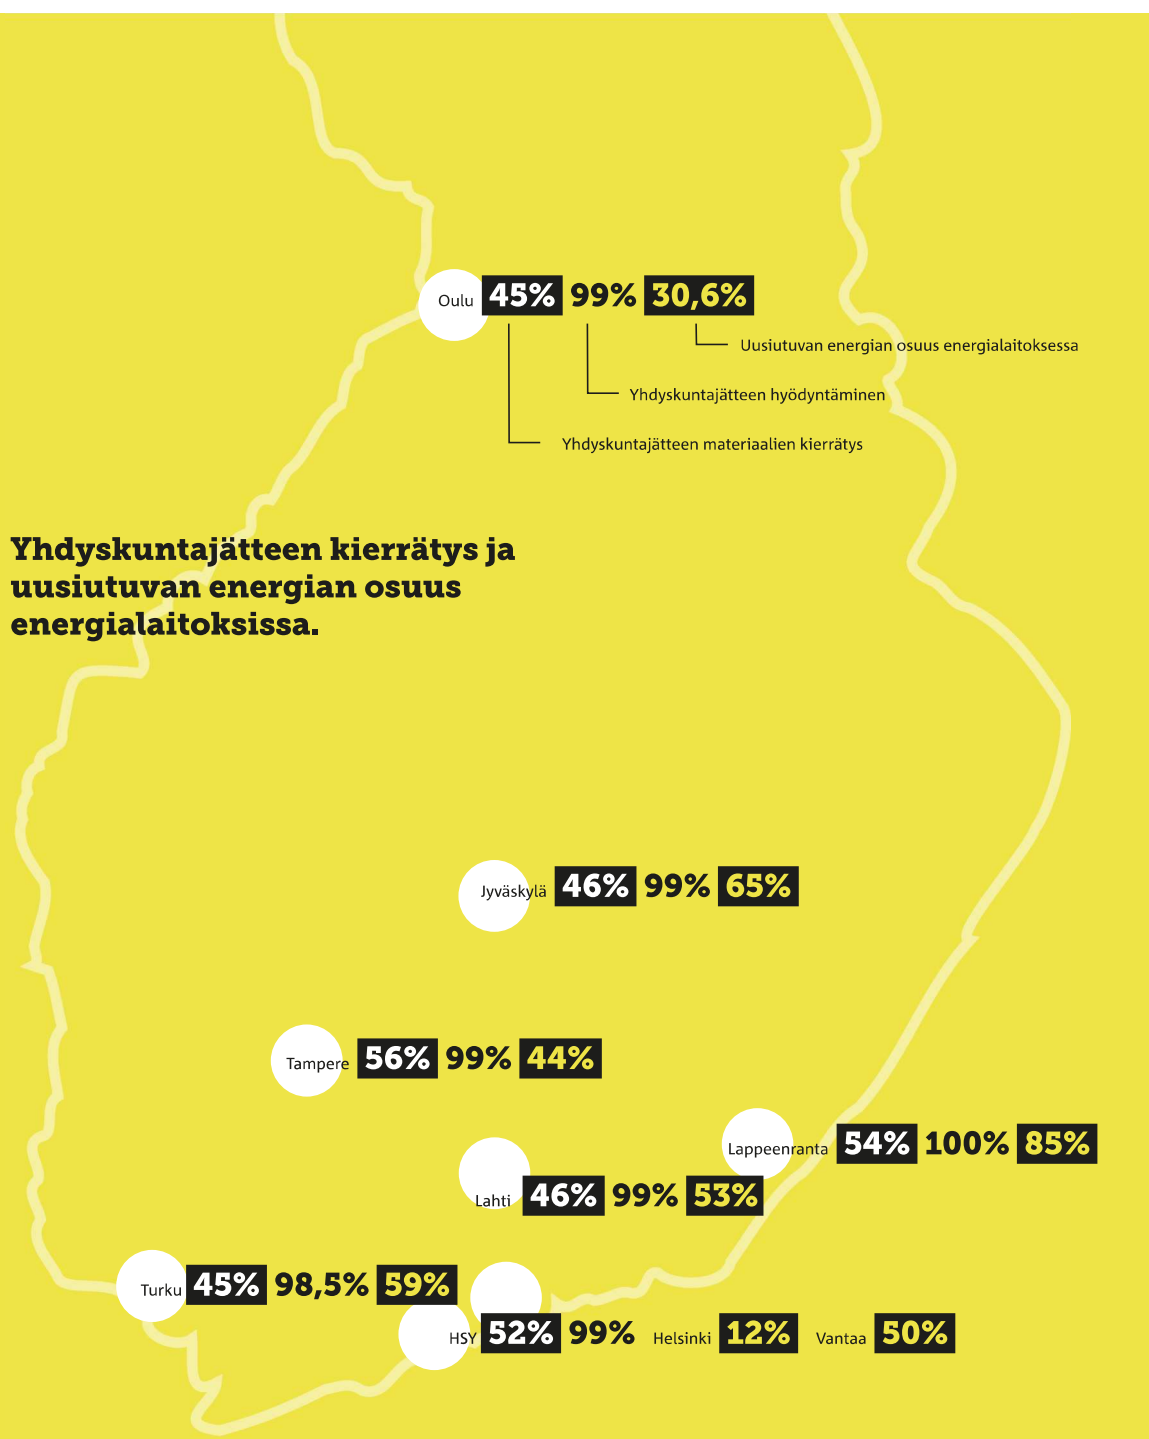 Oulu 45% 99% 30,6%
Uusiutuvan energian osuus energialaitoksessa
Yhdyskuntajätteen hyödyntäminen
Yhdyskuntajätteen materiaalien kierrätys
Yhdyskuntajätteen kierrätys ja
uusiutuvan energian osuus
energialaitoksissa.
Jyväskylä 46% 99% 65%
Tampere 56% 99% 44%
Lappeenranta 54% 100% 85%
Lahti 46% 99% 53%
Turku 45% 98,5% 59%
HSY 52% 99% Helsinki 12% Vantaa 50%